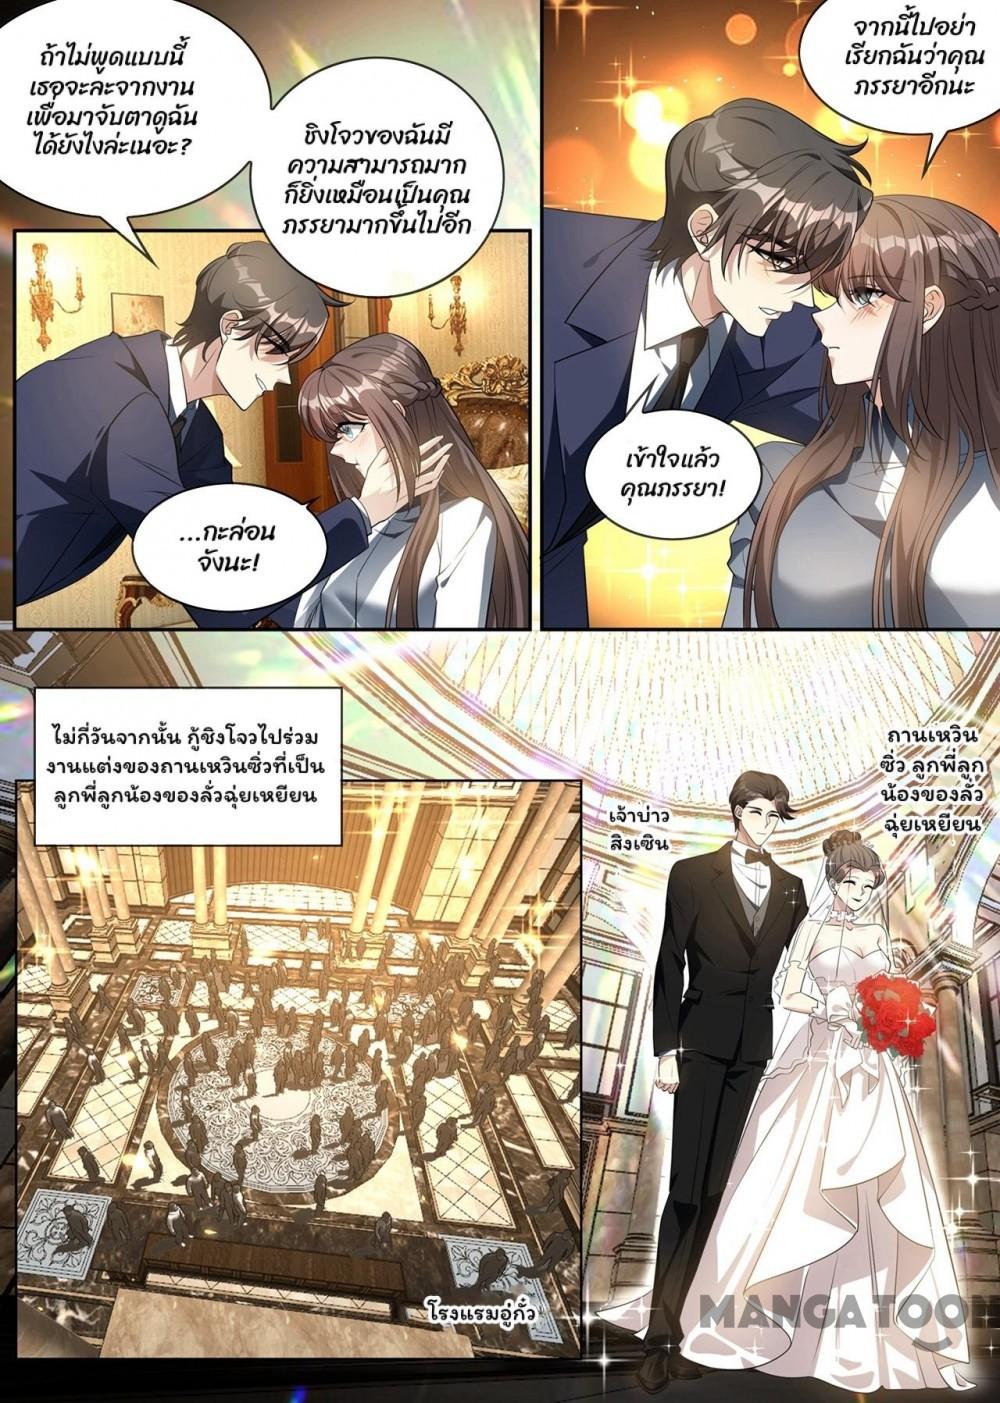 ถ้าไม่พูดแบบนี้
เธอจะละจากงาน
เพื่อมาจับตาดูฉัน
ได้ยังไงล่ะเนอะ?
ชิงโจวของฉันมี
ความสามารถมาก
ก็ยิ่งเหมือนเป็นคุณ
ภรรยามากขึ้นไปอีก
...กะล่อน
จังนะ!
จากนี้ไปอย่า
เรียกฉันว่าคุณ
ภรรยาอีกนะ
เข้าใจแล้ว
คุณภรรยา!
ไม่กี่วันจากนั้น กู้ชิงโจวไปร่วม
งานแต่งของถานเหวินซิ่วที่เป็น
ลูกพี่ลูกน้องของลั่วฉุ่ยเหยียน
เจ้าบ่าว
สิงเซิน
ถานเหวิน
ซิ่ว ลูกพี่ลูก
น้องของลั่ว
ฉุ่ยเหยียน
โรงแรมอู่กั๋ว
MANGATOON